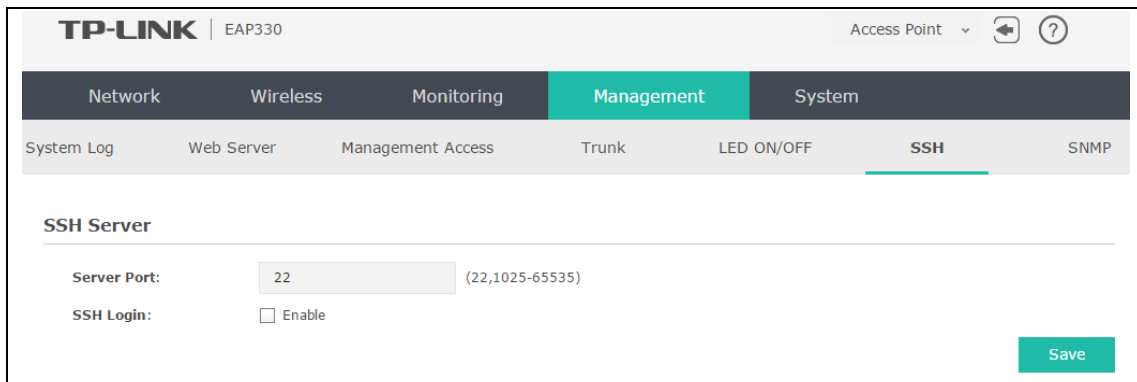 TP-LINK | EAP330
Access Point
?
Network Wireless Monitoring Management System
System Log Web Server Management Access Trunk LED ON/OFF SSH SNMP
SSH Server
Server Port: 22 (22,1025-65535)
SSH Login: Enable
Save